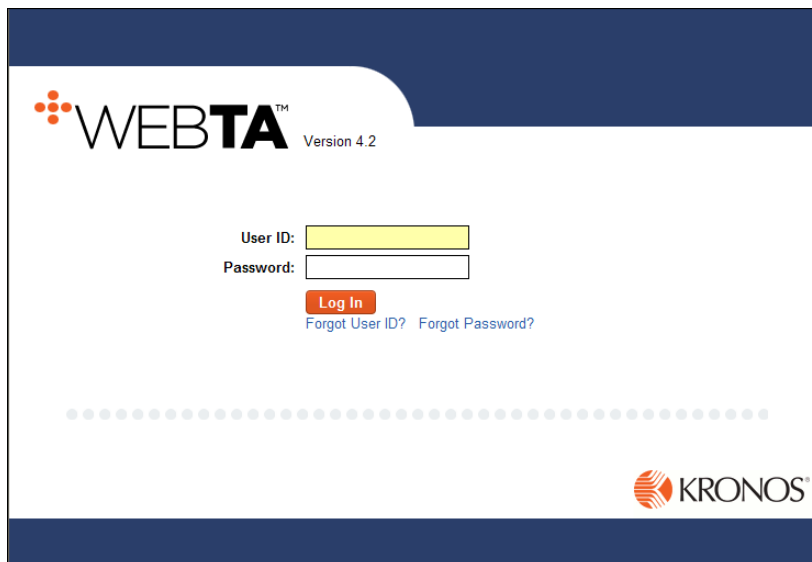 WEBTA™ Version 4.2
User ID:
Password:
Log In
Forgot User ID? Forgot Password?
KRONOS®